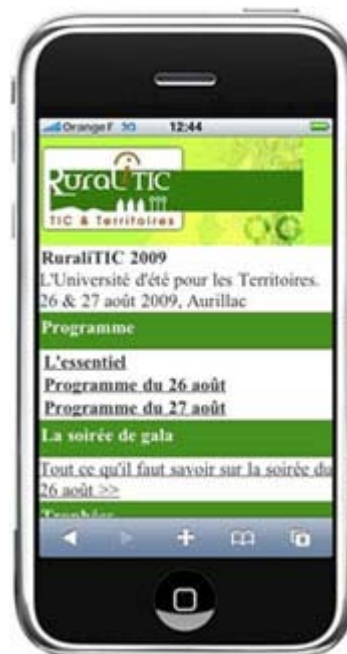 Orange F 3G 12:44
RuraliTIC
TIC & Territoires
RuraliTIC 2009
L'Université d'été pour les Territoires.
26 & 27 août 2009, Aurillac
Programme
L'essentiel
Programme du 26 août
Programme du 27 août
La soirée de gala
Tout ce qu'il faut savoir sur la soirée du
26 août >>
Trophées